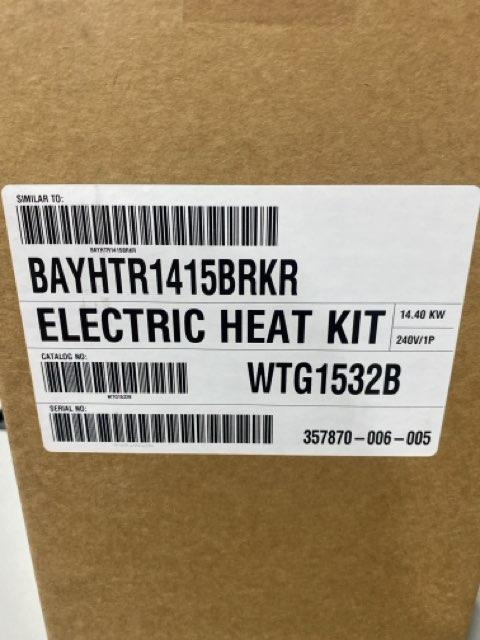 SIMILAR TO:
BAYHTR1415BRKR
BAYHTR1415BRKR
ELECTRIC HEAT KIT
14.40 KW
240V/1P
CATALOG NO:
WTG1532B
WTG1532B
SERIAL NO:
357870-006-005